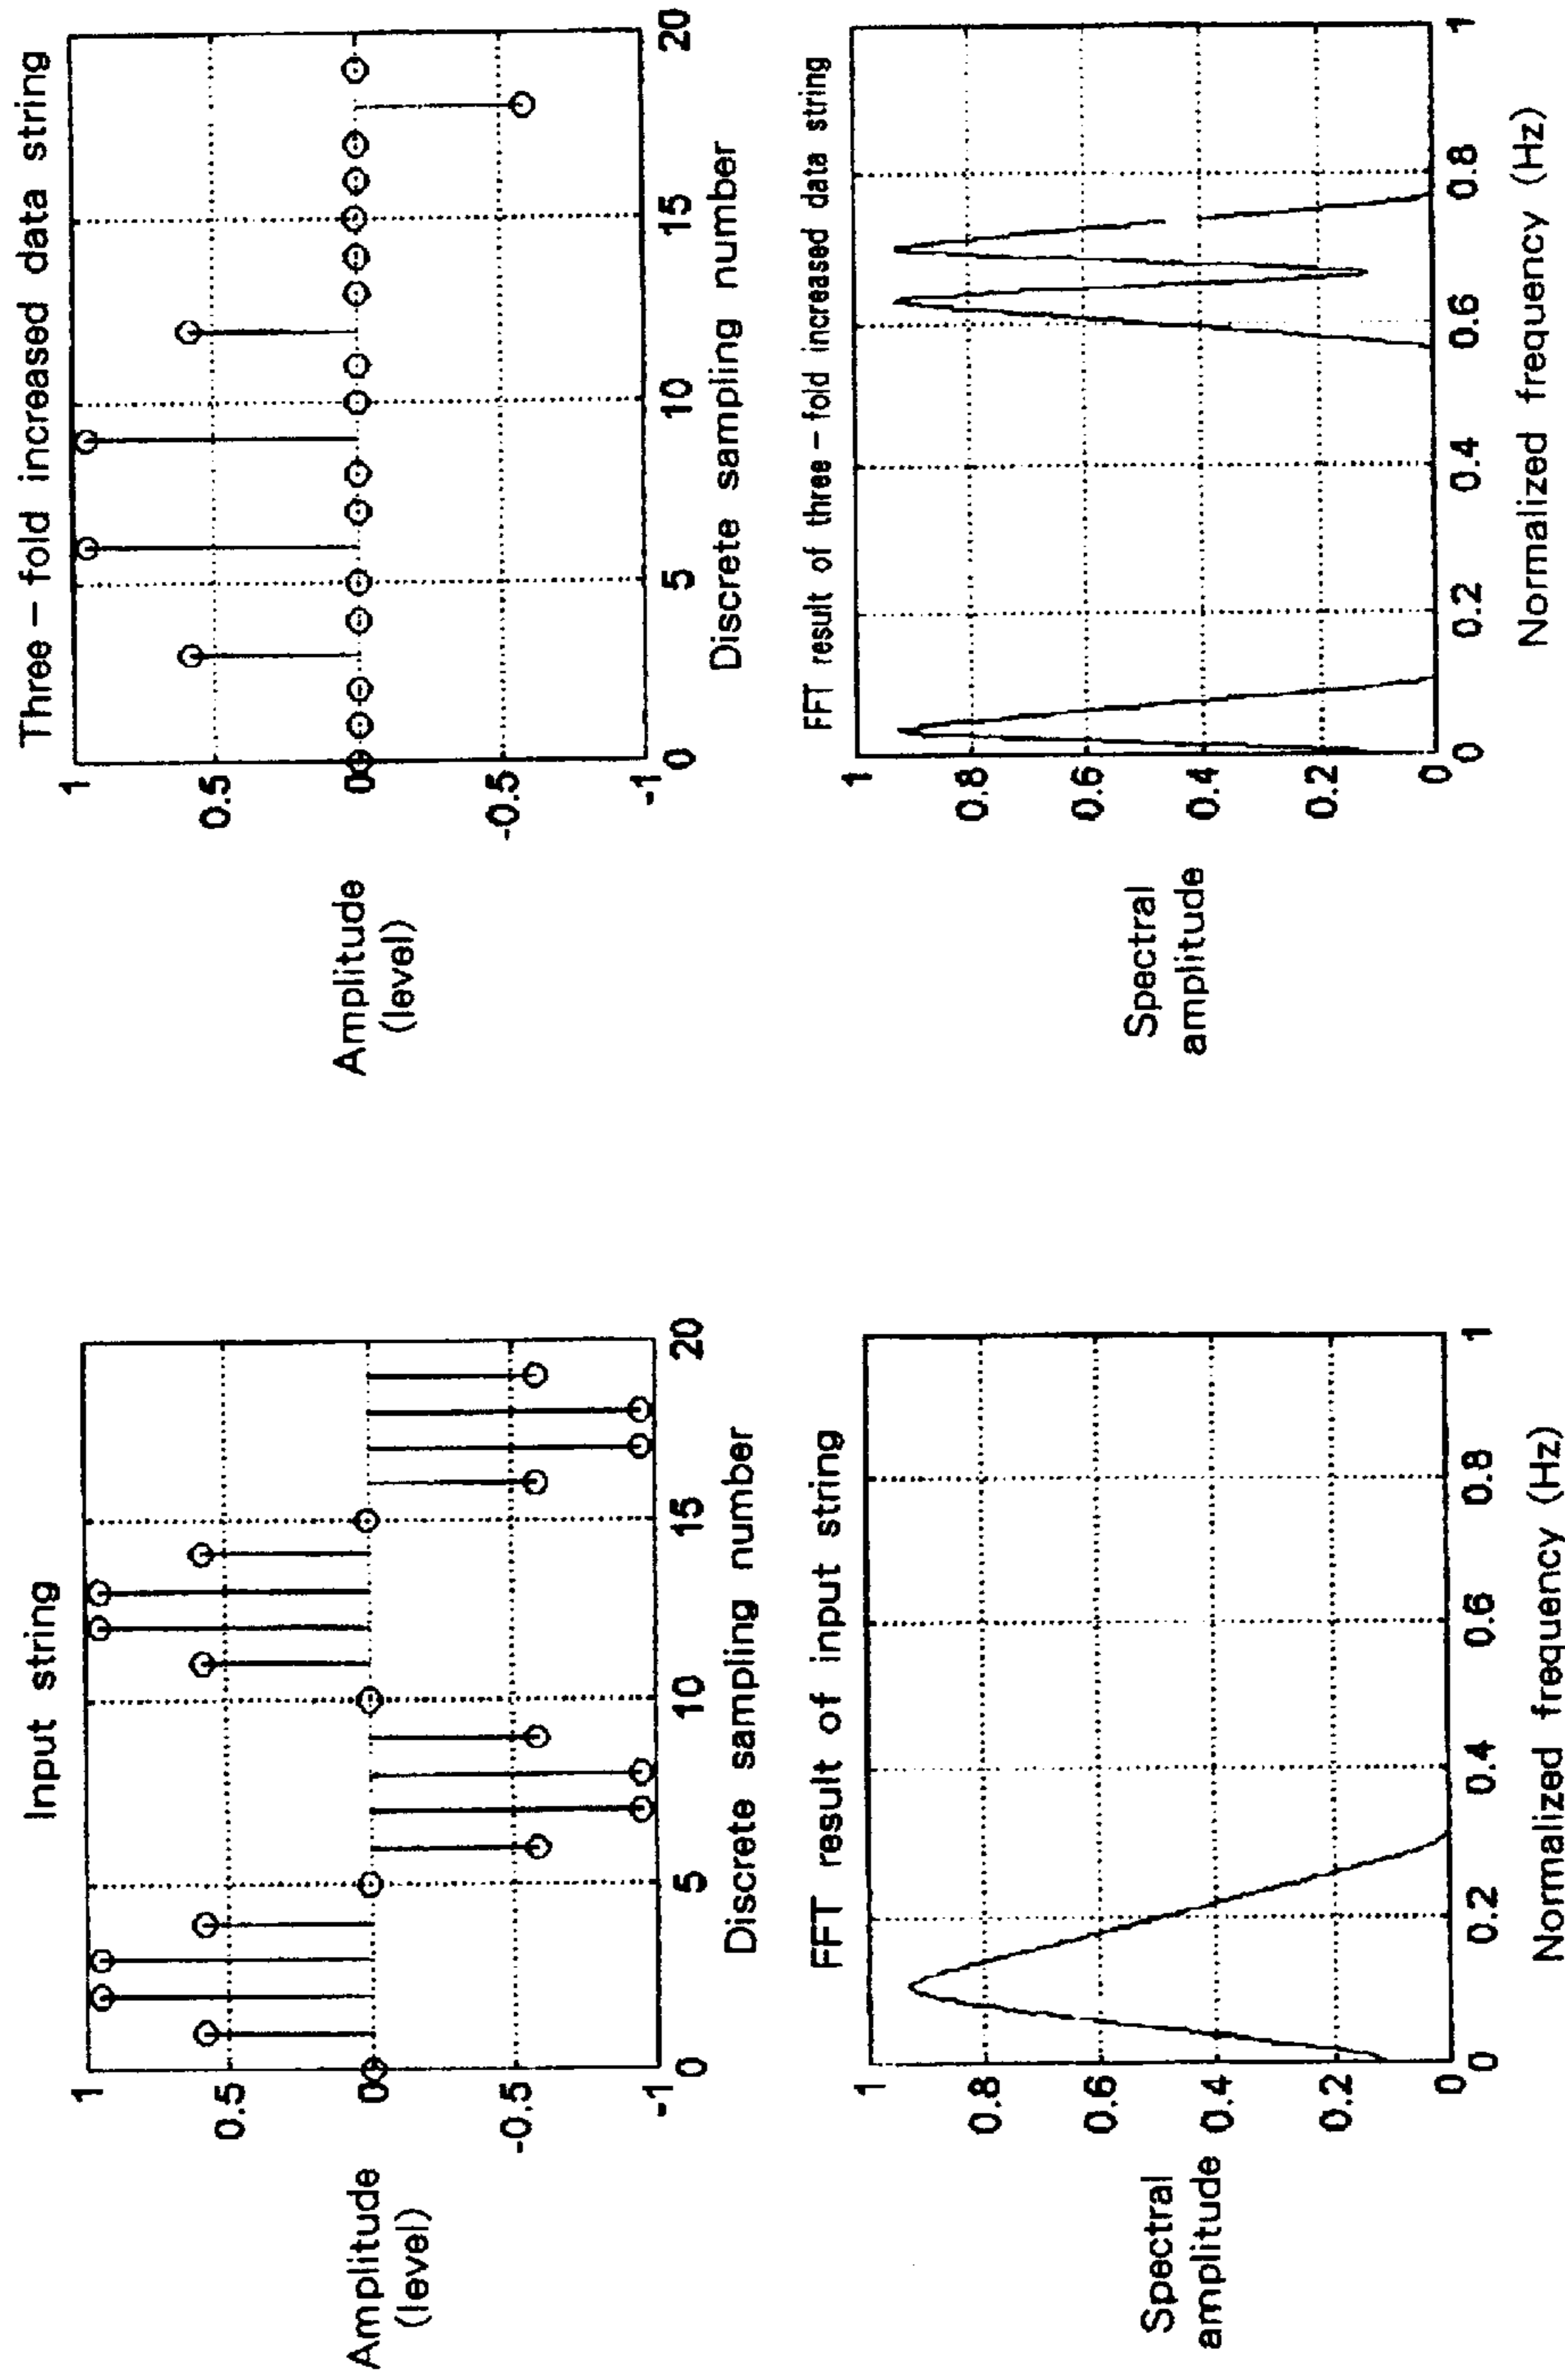 Input string
1
0.5
0
-0.5
-1
Amplitude
(level)
0 5 10 15 20
Discrete sampling number
FFT result of input string
1
0.8
0.6
0.4
0.2
0
Spectral
amplitude
0 0.2 0.4 0.6 0.8 1
Normalized frequency (Hz)
Three-fold increased data string
1
0.5
0
-0.5
-1
Amplitude
(level)
0 5 10 15 20
Discrete sampling number
FFT result of three-fold increased data string
1
0.8
0.6
0.4
0.2
0
Spectral
amplitude
0 0.2 0.4 0.6 0.8 1
Normalized frequency (Hz)